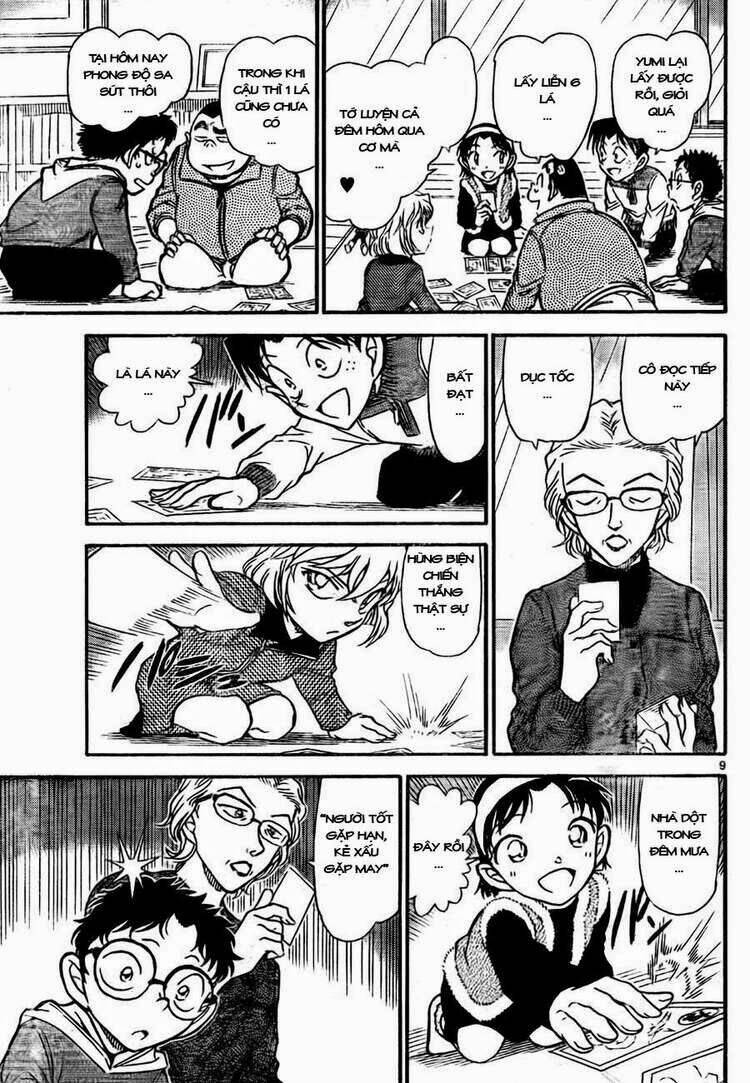 YUMI LẠI
LẤY ĐƯỢC
RỒI, GIỎI
QUÁ
...
LẤY LIỀN 6
LÁ
...
TỚ LUYỆN CẢ
ĐÊM HÔM QUA
CƠ MÀ
...
♥
TRONG KHI
CẬU THÌ 1 LÁ
CŨNG CHƯA
CÓ
...
TẠI HÔM NAY
PHONG ĐỘ SA
SÚT THÔI
...
CÔ ĐỌC TIẾP
NÀY
...
DỤC TỐC
...
BẤT
ĐẠT
...
LÀ LÁ NÀY
...
HÙNG BIỆN
CHIẾN
THẮNG
THẬT SỰ
...
9
NHÀ DỘT
TRONG
ĐÊM MƯA
...
ĐÂY RỒI
...
"NGƯỜI TỐT
GẶP HẠN,
KẺ XẤU
GẶP MAY"